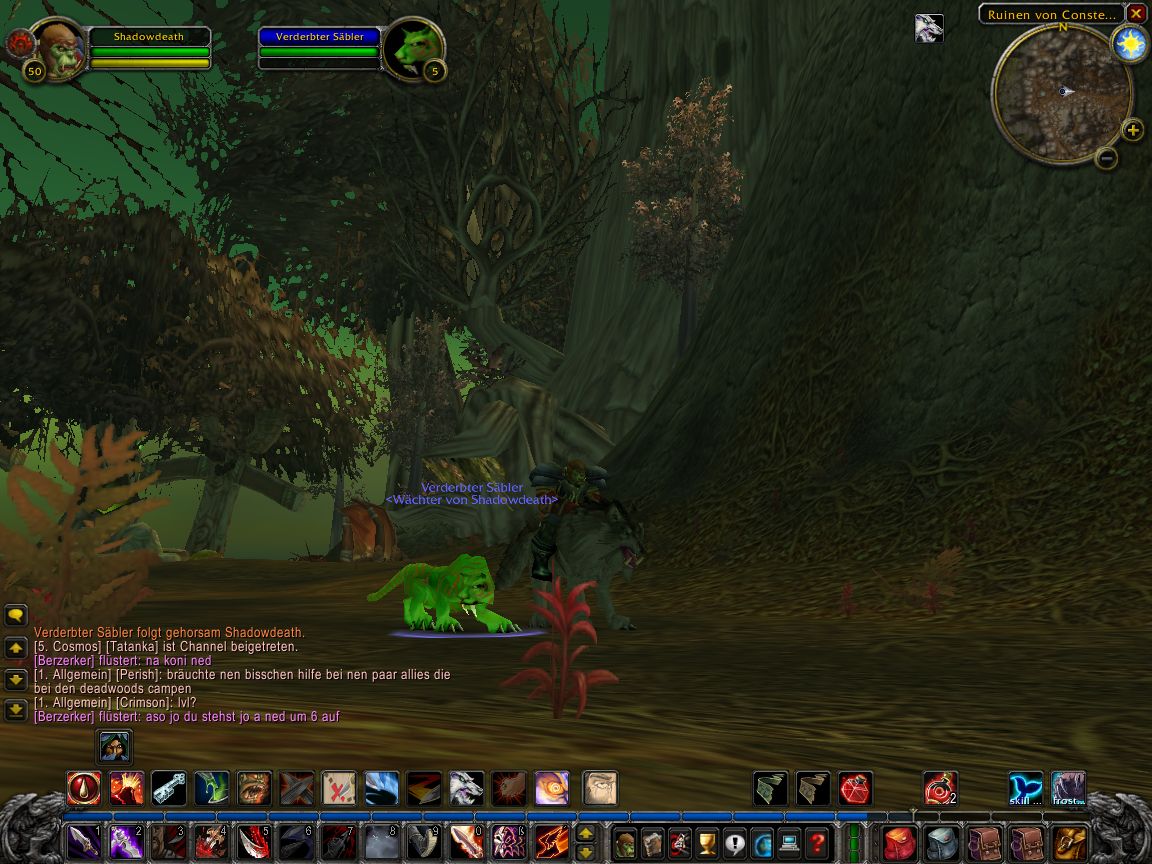 Shadowdeath
50
Verderbter Säbler
5
Ruinen von Conste...
N
Verderbter Säbler
<Wächter von Shadowdeath>
Verderbter Säbler folgt gehorsam Shadowdeath.
[5. Cosmos] [Tatanka] ist Channel beigetreten.
[Berzerker] flüstert: na koni ned
[1. Allgemein] [Perish]: bräuchte nen bisschen hilfe bei nen paar allies die
bei den deadwoods campen
[1. Allgemein] [Crimson]: lvl?
[Berzerker] flüstert: aso jo du stehst jo a ned um 6 auf
2
skill ...
frost...
1 2 3 4 5 6 7 8 9 0 ß